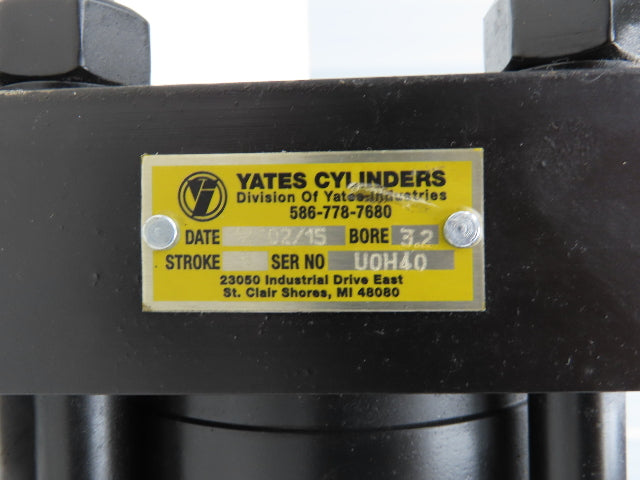 YATES CYLINDERS
Division Of Yates Industries
586-778-7680
DATE 02/15 BORE 3.2
STROKE SER NO UOH40
23050 Industrial Drive East
St. Clair Shores, MI 48080